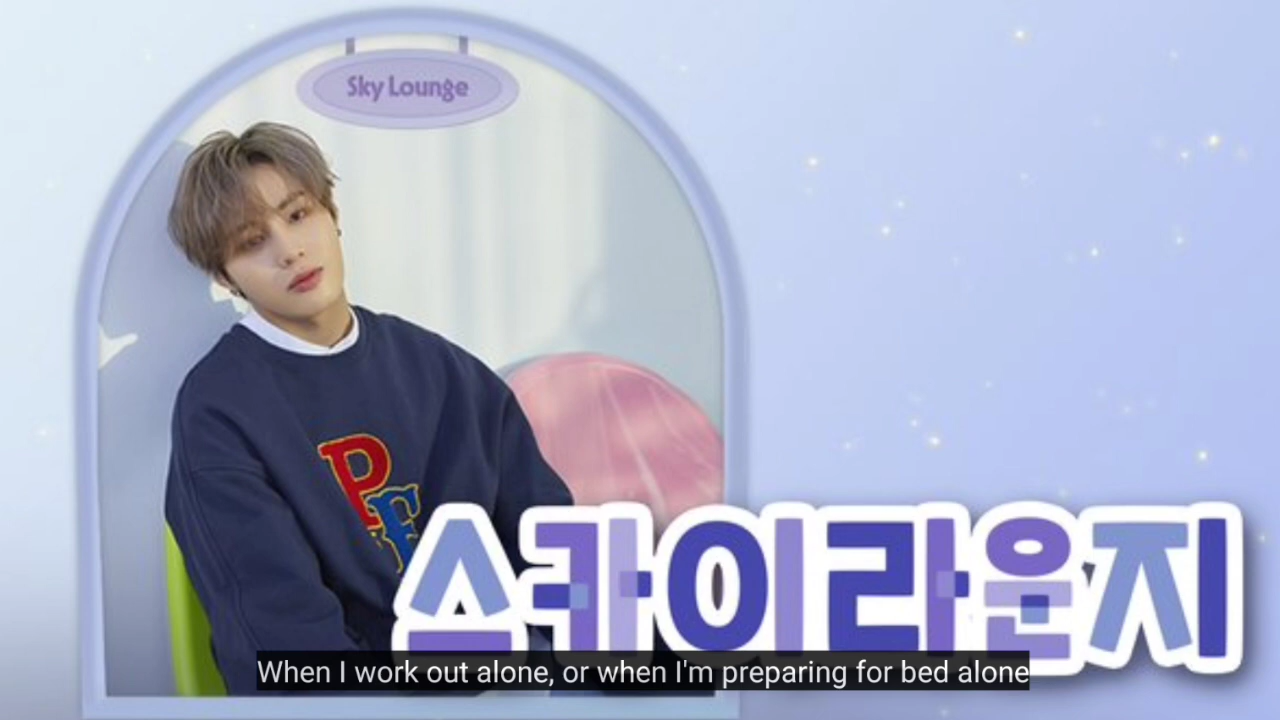 Sky Lounge
PF
스카이라운지
When I work out alone, or when I'm preparing for bed alone